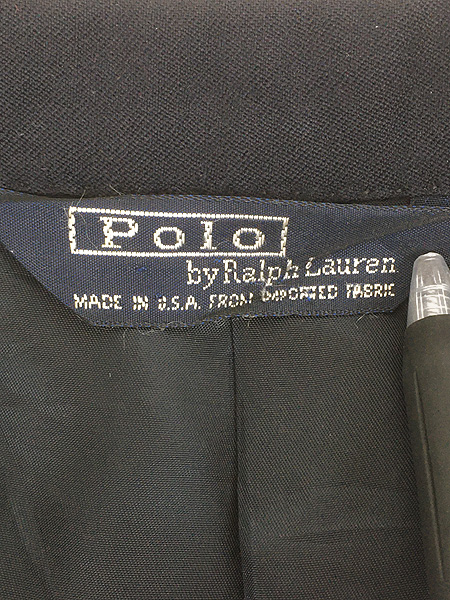 Polo
by Ralph Lauren
MADE IN U.S.A. FROM IMPORTED FABRIC